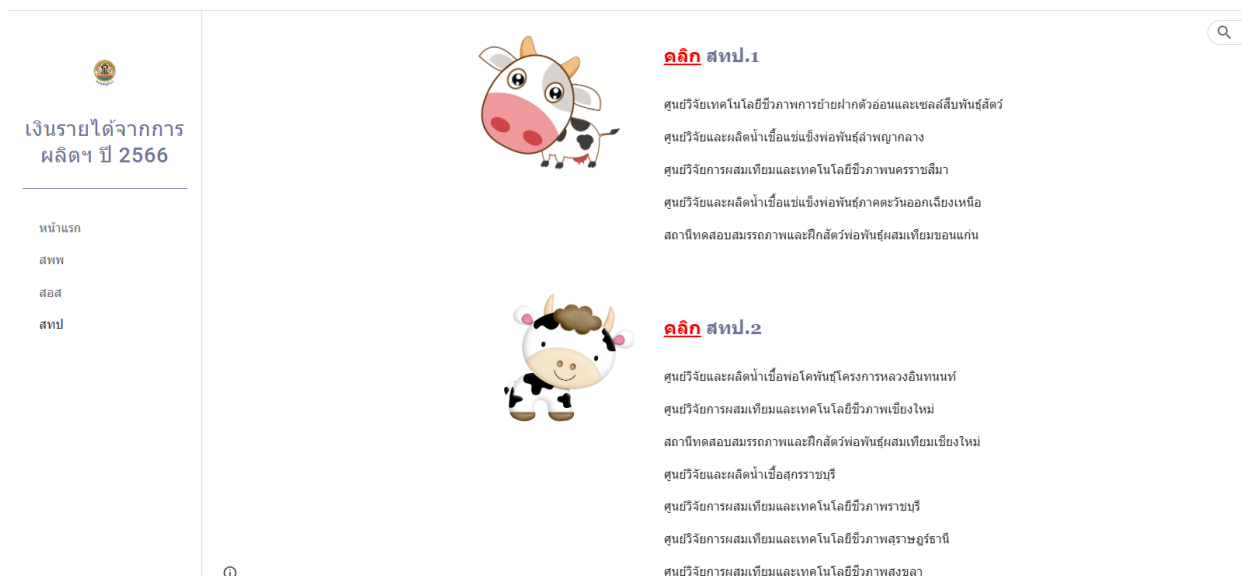 เงินรายได้จากการ
ผลิตฯ ปี 2566
หน้าแรก
สพพ
สอส
สทป
คลิก สทป.1
ศูนย์วิจัยเทคโนโลยีชีวภาพการย้ายฝากตัวอ่อนและเซลล์สืบพันธุ์สัตว์
ศูนย์วิจัยและผลิตน้ำเชื้อแช่แข็งพ่อพันธุ์ลำพญากลาง
ศูนย์วิจัยการผสมเทียมและเทคโนโลยีชีวภาพนครราชสีมา
ศูนย์วิจัยและผลิตน้ำเชื้อแช่แข็งพ่อพันธุ์ภาคตะวันออกเฉียงเหนือ
สถานีทดสอบสมรรถภาพและฝึกสัตว์พ่อพันธุ์ผสมเทียมขอนแก่น
คลิก สทป.2
ศูนย์วิจัยและผลิตน้ำเชื้อพ่อโคพันธุ์โครงการหลวงอินทนนท์
ศูนย์วิจัยการผสมเทียมและเทคโนโลยีชีวภาพเชียงใหม่
สถานีทดสอบสมรรถภาพและฝึกสัตว์พ่อพันธุ์ผสมเทียมเชียงใหม่
ศูนย์วิจัยและผลิตน้ำเชื้อสุกรราชบุรี
ศูนย์วิจัยการผสมเทียมและเทคโนโลยีชีวภาพราชบุรี
ศูนย์วิจัยการผสมเทียมและเทคโนโลยีชีวภาพสุราษฎร์ธานี
ศูนย์วิจัยการผสมเทียมและเทคโนโลยีชีวภาพสงขลา